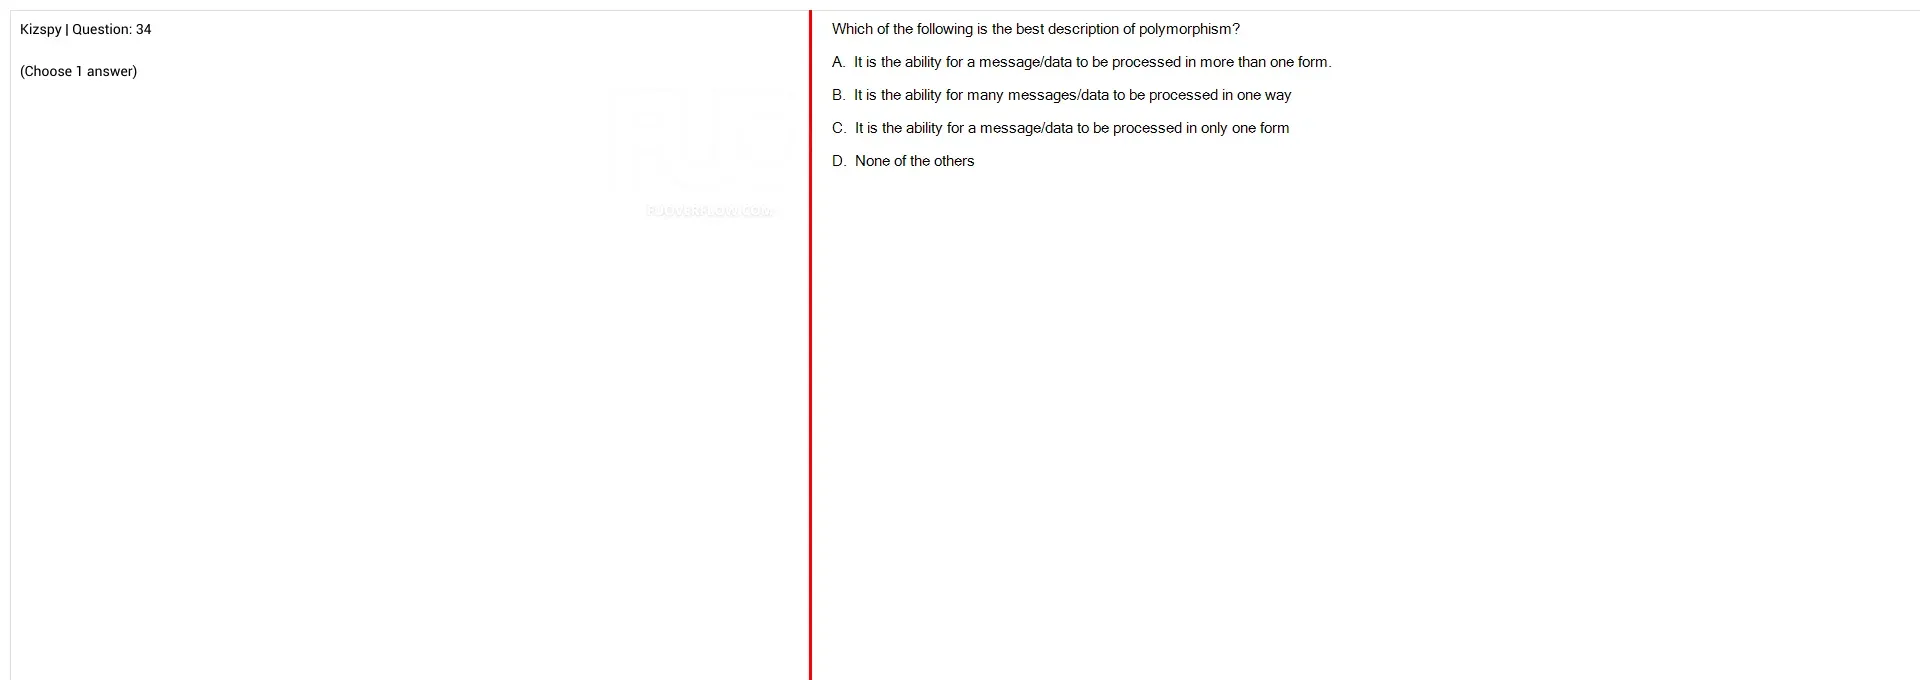 Kizspy | Question: 34
(Choose 1 answer)
FUOVERFLOW.COM
Which of the following is the best description of polymorphism?
A. It is the ability for a message/data to be processed in more than one form.
B. It is the ability for many messages/data to be processed in one way
C. It is the ability for a message/data to be processed in only one form
D. None of the others